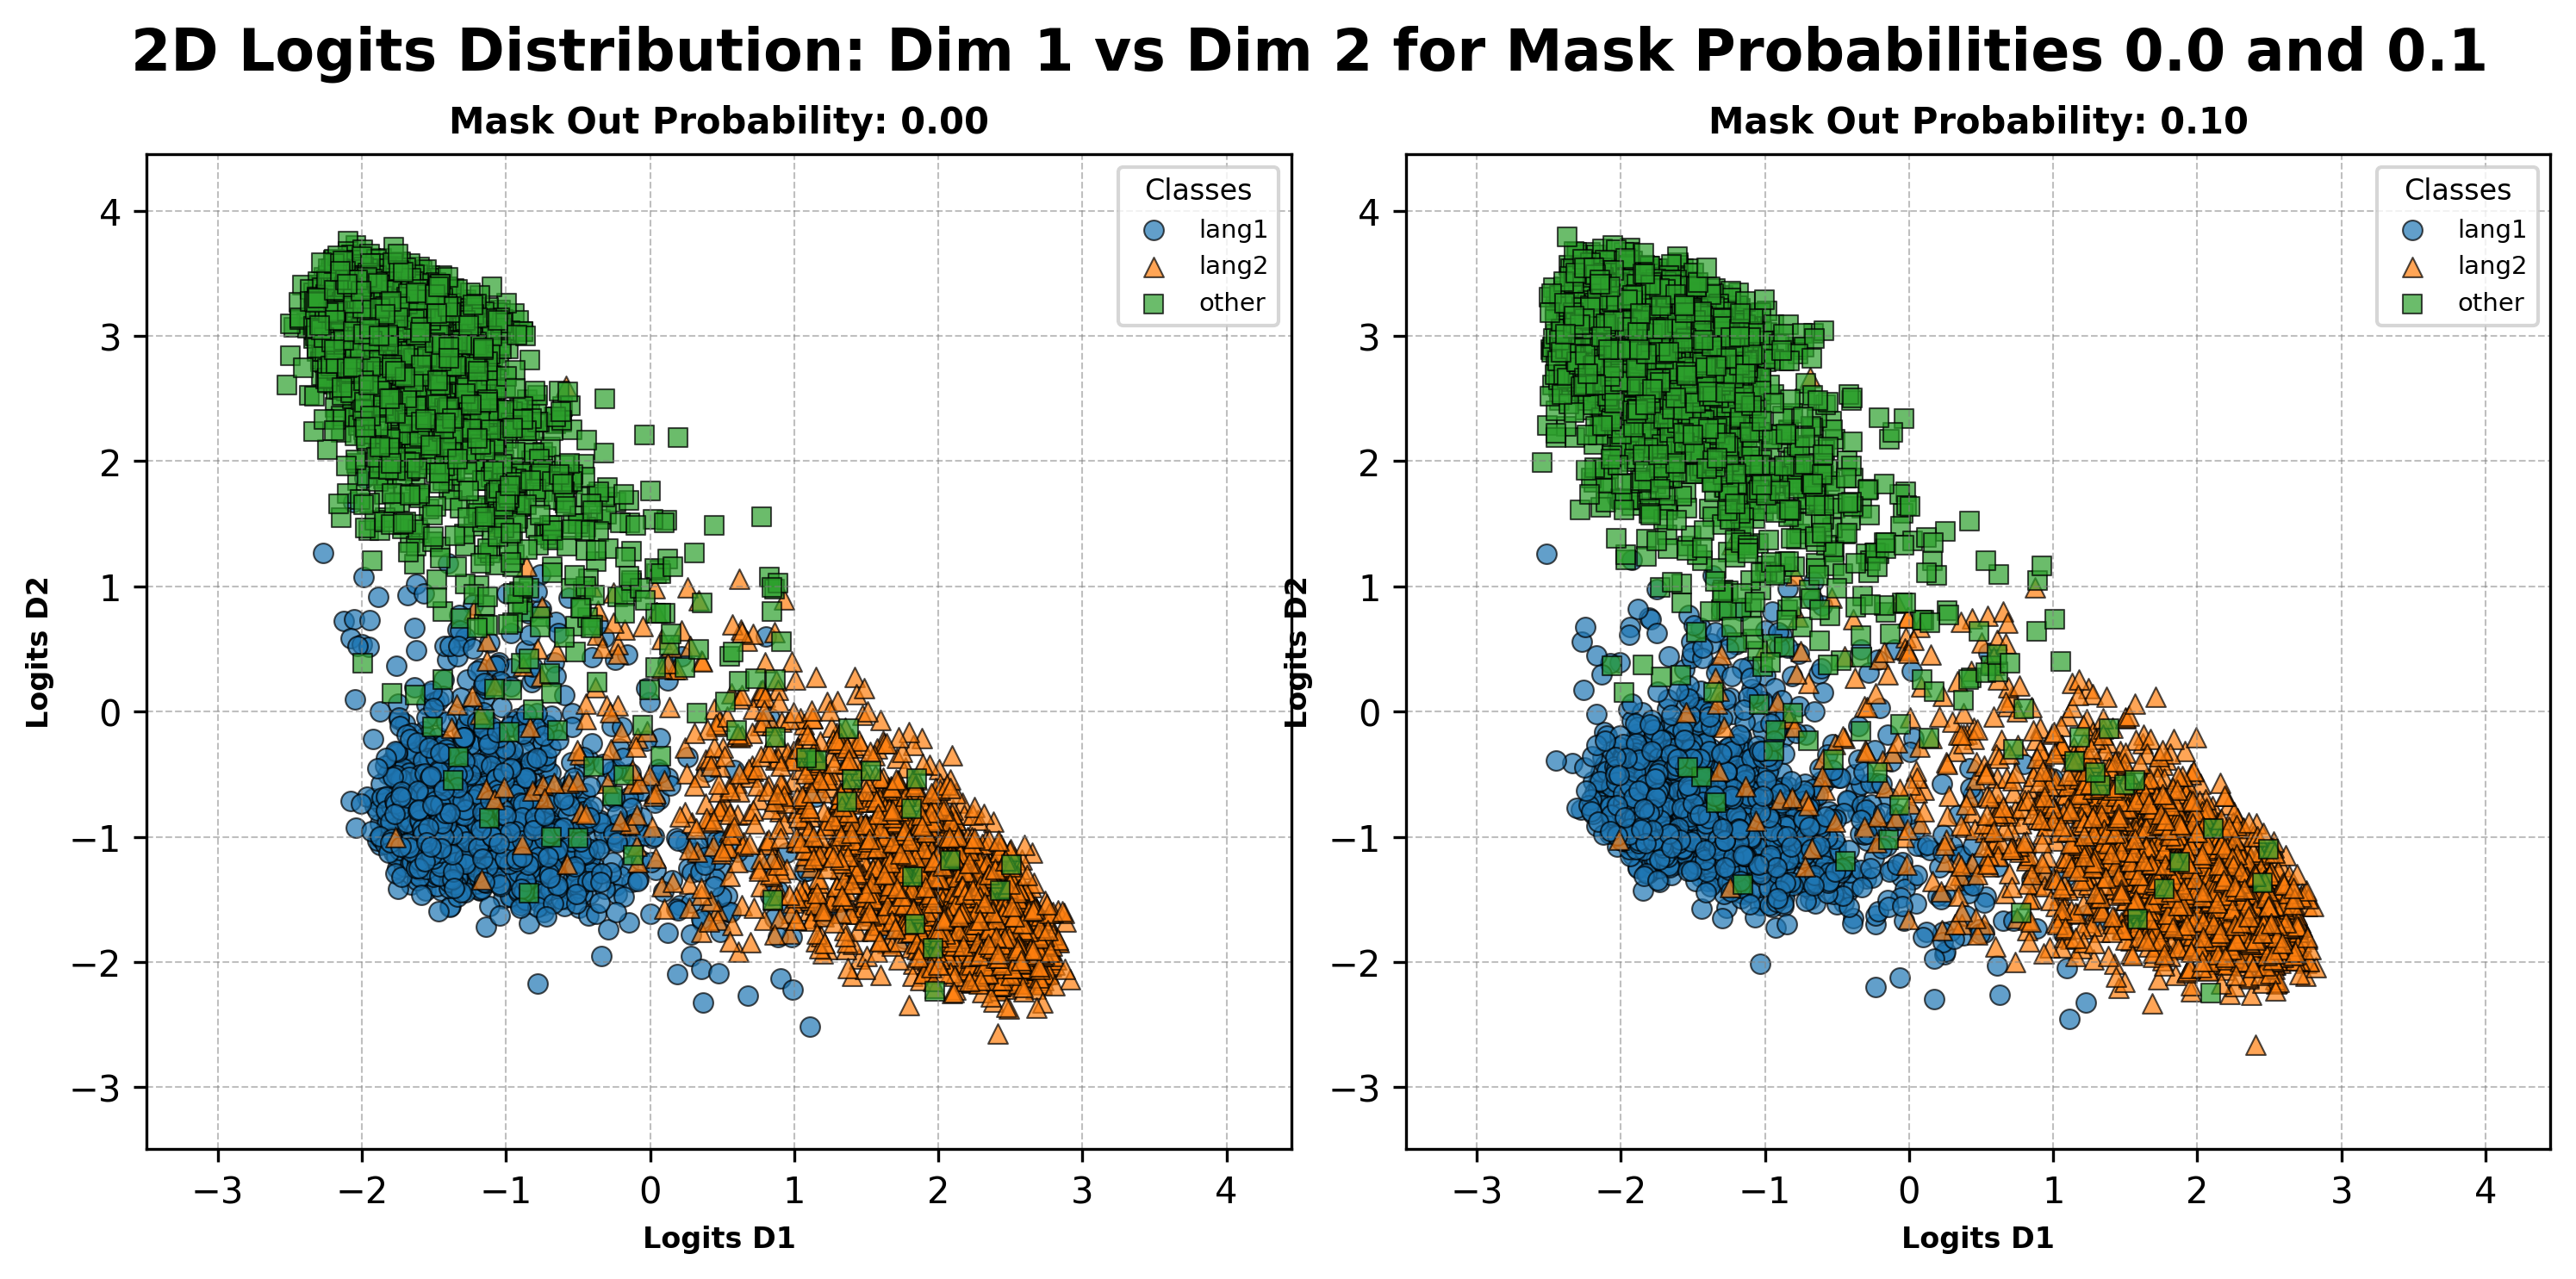 2D Logits Distribution: Dim 1 vs Dim 2 for Mask Probabilities 0.0 and 0.1
Mask Out Probability: 0.00
Classes
lang1
lang2
other
4
3
2
1
0
−1
−2
−3
Logits D2
−3
−2
−1
0
1
2
3
4
Logits D1
Mask Out Probability: 0.10
Classes
lang1
lang2
other
4
3
2
1
0
−1
−2
−3
Logits D2
−3
−2
−1
0
1
2
3
4
Logits D1